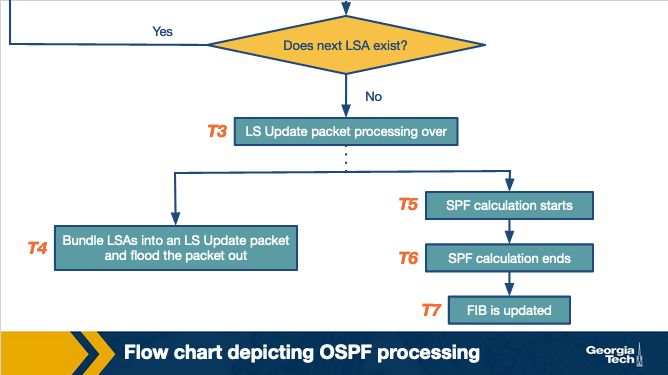 Yes
Does next LSA exist?
No
T3
LS Update packet processing over
T4
Bundle LSAs into an LS Update packet
and flood the packet out
T5
SPF calculation starts
T6
SPF calculation ends
T7
FIB is updated
Flow chart depicting OSPF processing
Georgia
Tech